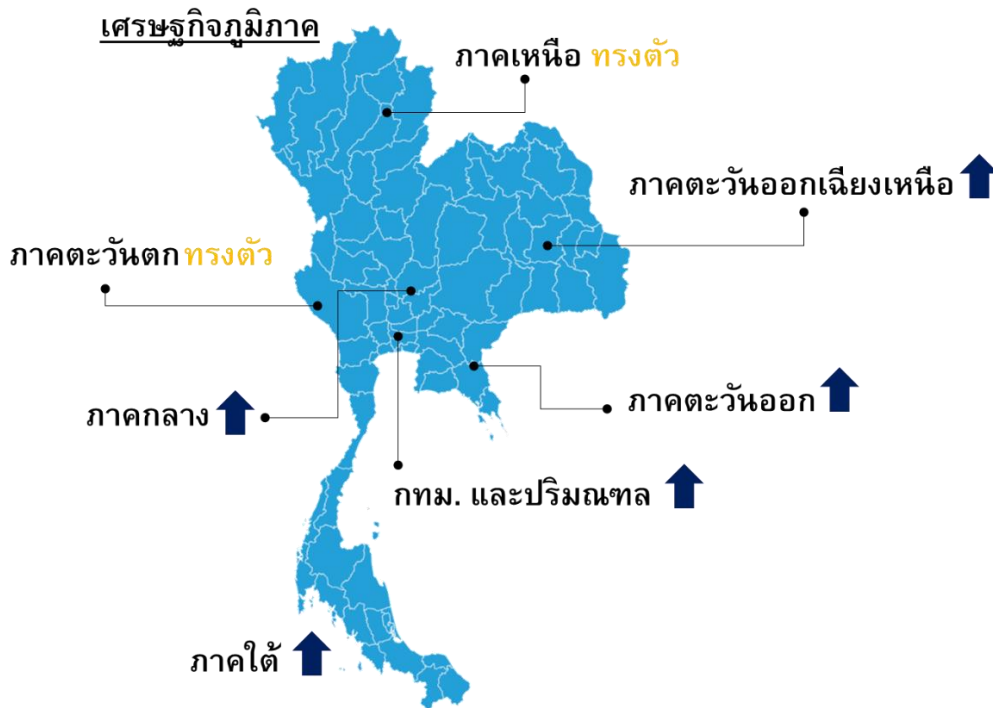 เศรษฐกิจภูมิภาค
ภาคเหนือ ทรงตัว
ภาคตะวันออกเฉียงเหนือ
ภาคตะวันตก ทรงตัว
ภาคตะวันออก
ภาคกลาง
กทม. และปริมณฑล
ภาคใต้